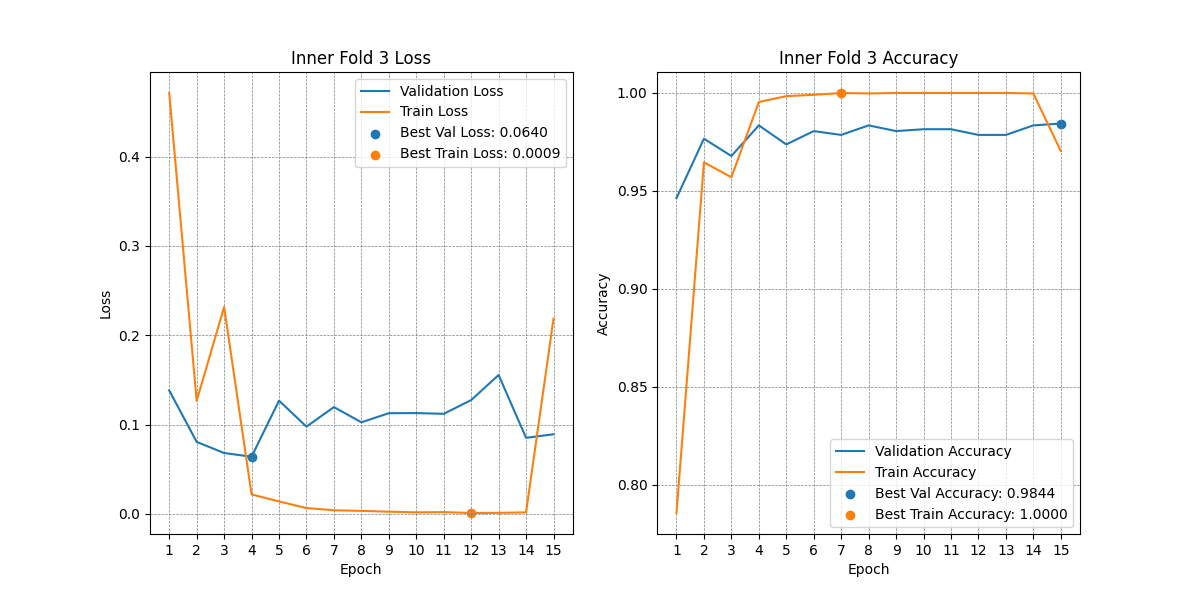 Inner Fold 3 Loss
Loss
0.4
0.3
0.2
0.1
0.0
Validation Loss
Train Loss
Best Val Loss: 0.0640
Best Train Loss: 0.0009
1 2 3 4 5 6 7 8 9 10 11 12 13 14 15
Epoch
Inner Fold 3 Accuracy
Accuracy
1.00
0.95
0.90
0.85
0.80
Validation Accuracy
Train Accuracy
Best Val Accuracy: 0.9844
Best Train Accuracy: 1.0000
1 2 3 4 5 6 7 8 9 10 11 12 13 14 15
Epoch